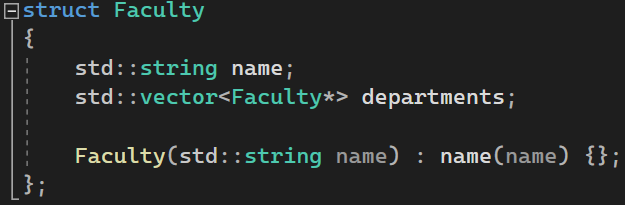 struct Faculty
{
std::string name;
std::vector<Faculty*> departments;
Faculty(std::string name) : name(name) {};
};